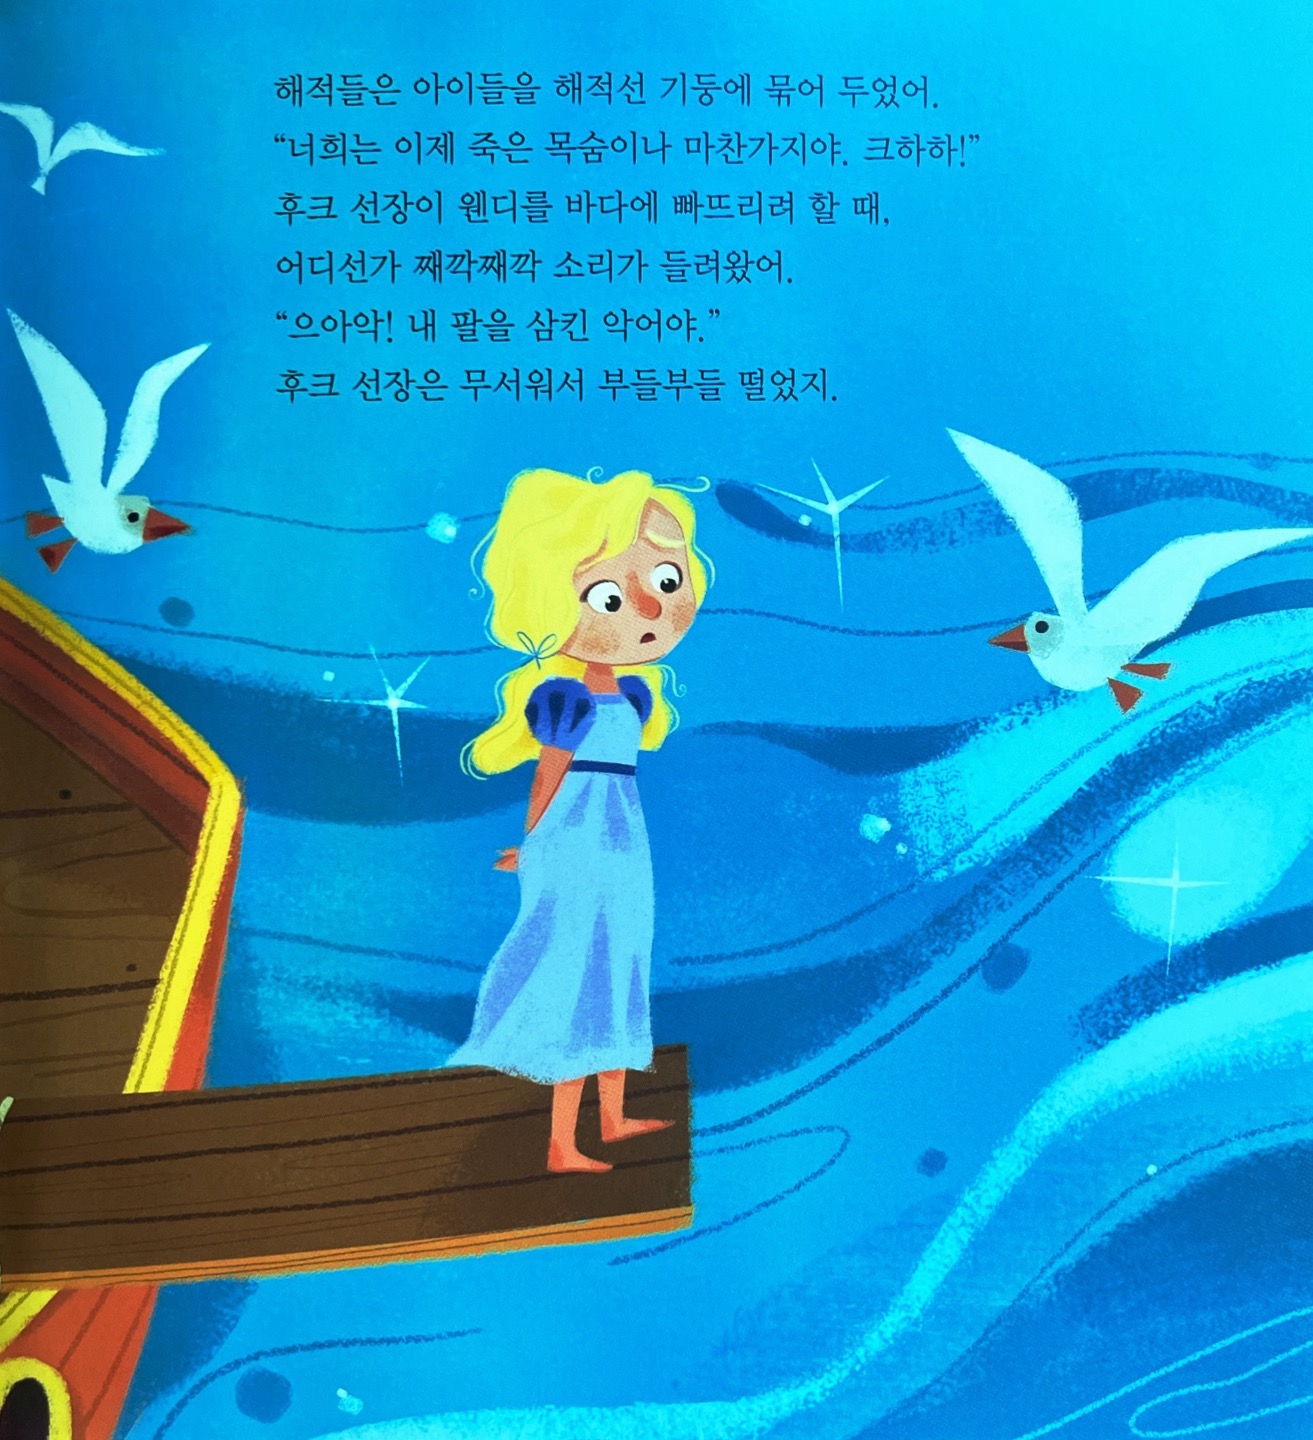 해적들은 아이들을 해적선 기둥에 묶어 두었어.
“너희는 이제 죽은 목숨이나 마찬가지야. 크하하!”
후크 선장이 웬디를 바다에 빠뜨리려 할 때,
어디선가 째깍째깍 소리가 들려왔어.
“으아악! 내 팔을 삼킨 악어야.”
후크 선장은 무서워서 부들부들 떨었지.